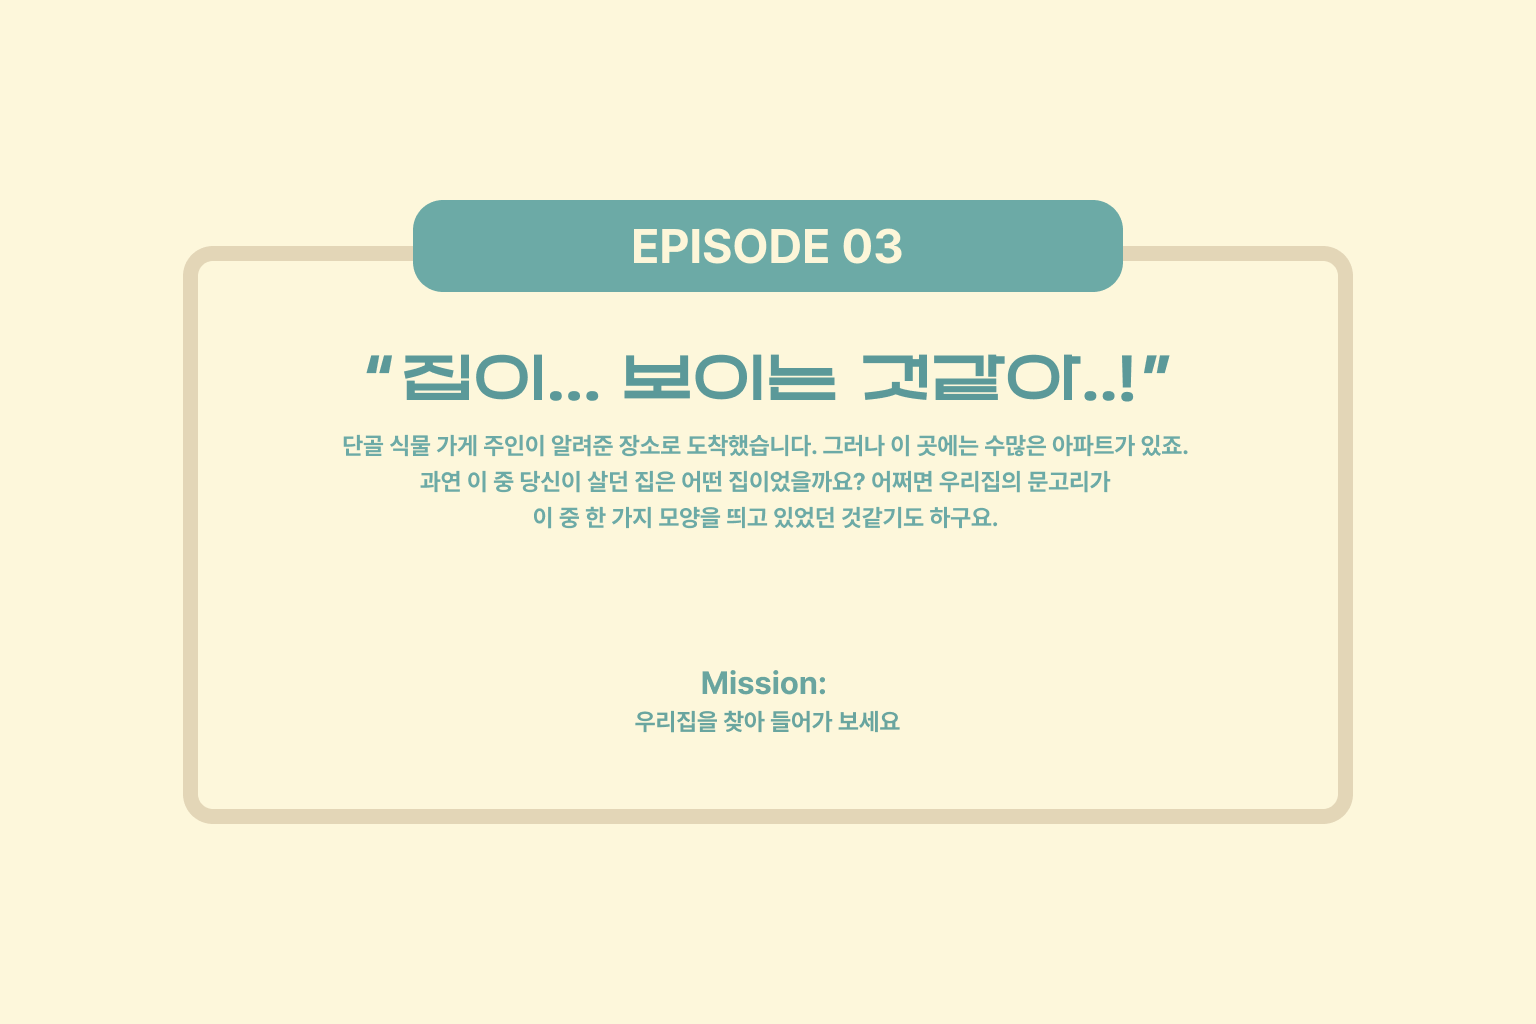 EPISODE 03
"집이... 보이는 것같아..!"
단골 식물 가게 주인이 알려준 장소로 도착했습니다. 그러나 이 곳에는 수많은 아파트가 있죠.
과연 이 중 당신이 살던 집은 어떤 집이었을까요? 어쩌면 우리집의 문고리가
이 중 한 가지 모양을 띄고 있었던 것같기도 하구요.
Mission:
우리집을 찾아 들어가 보세요